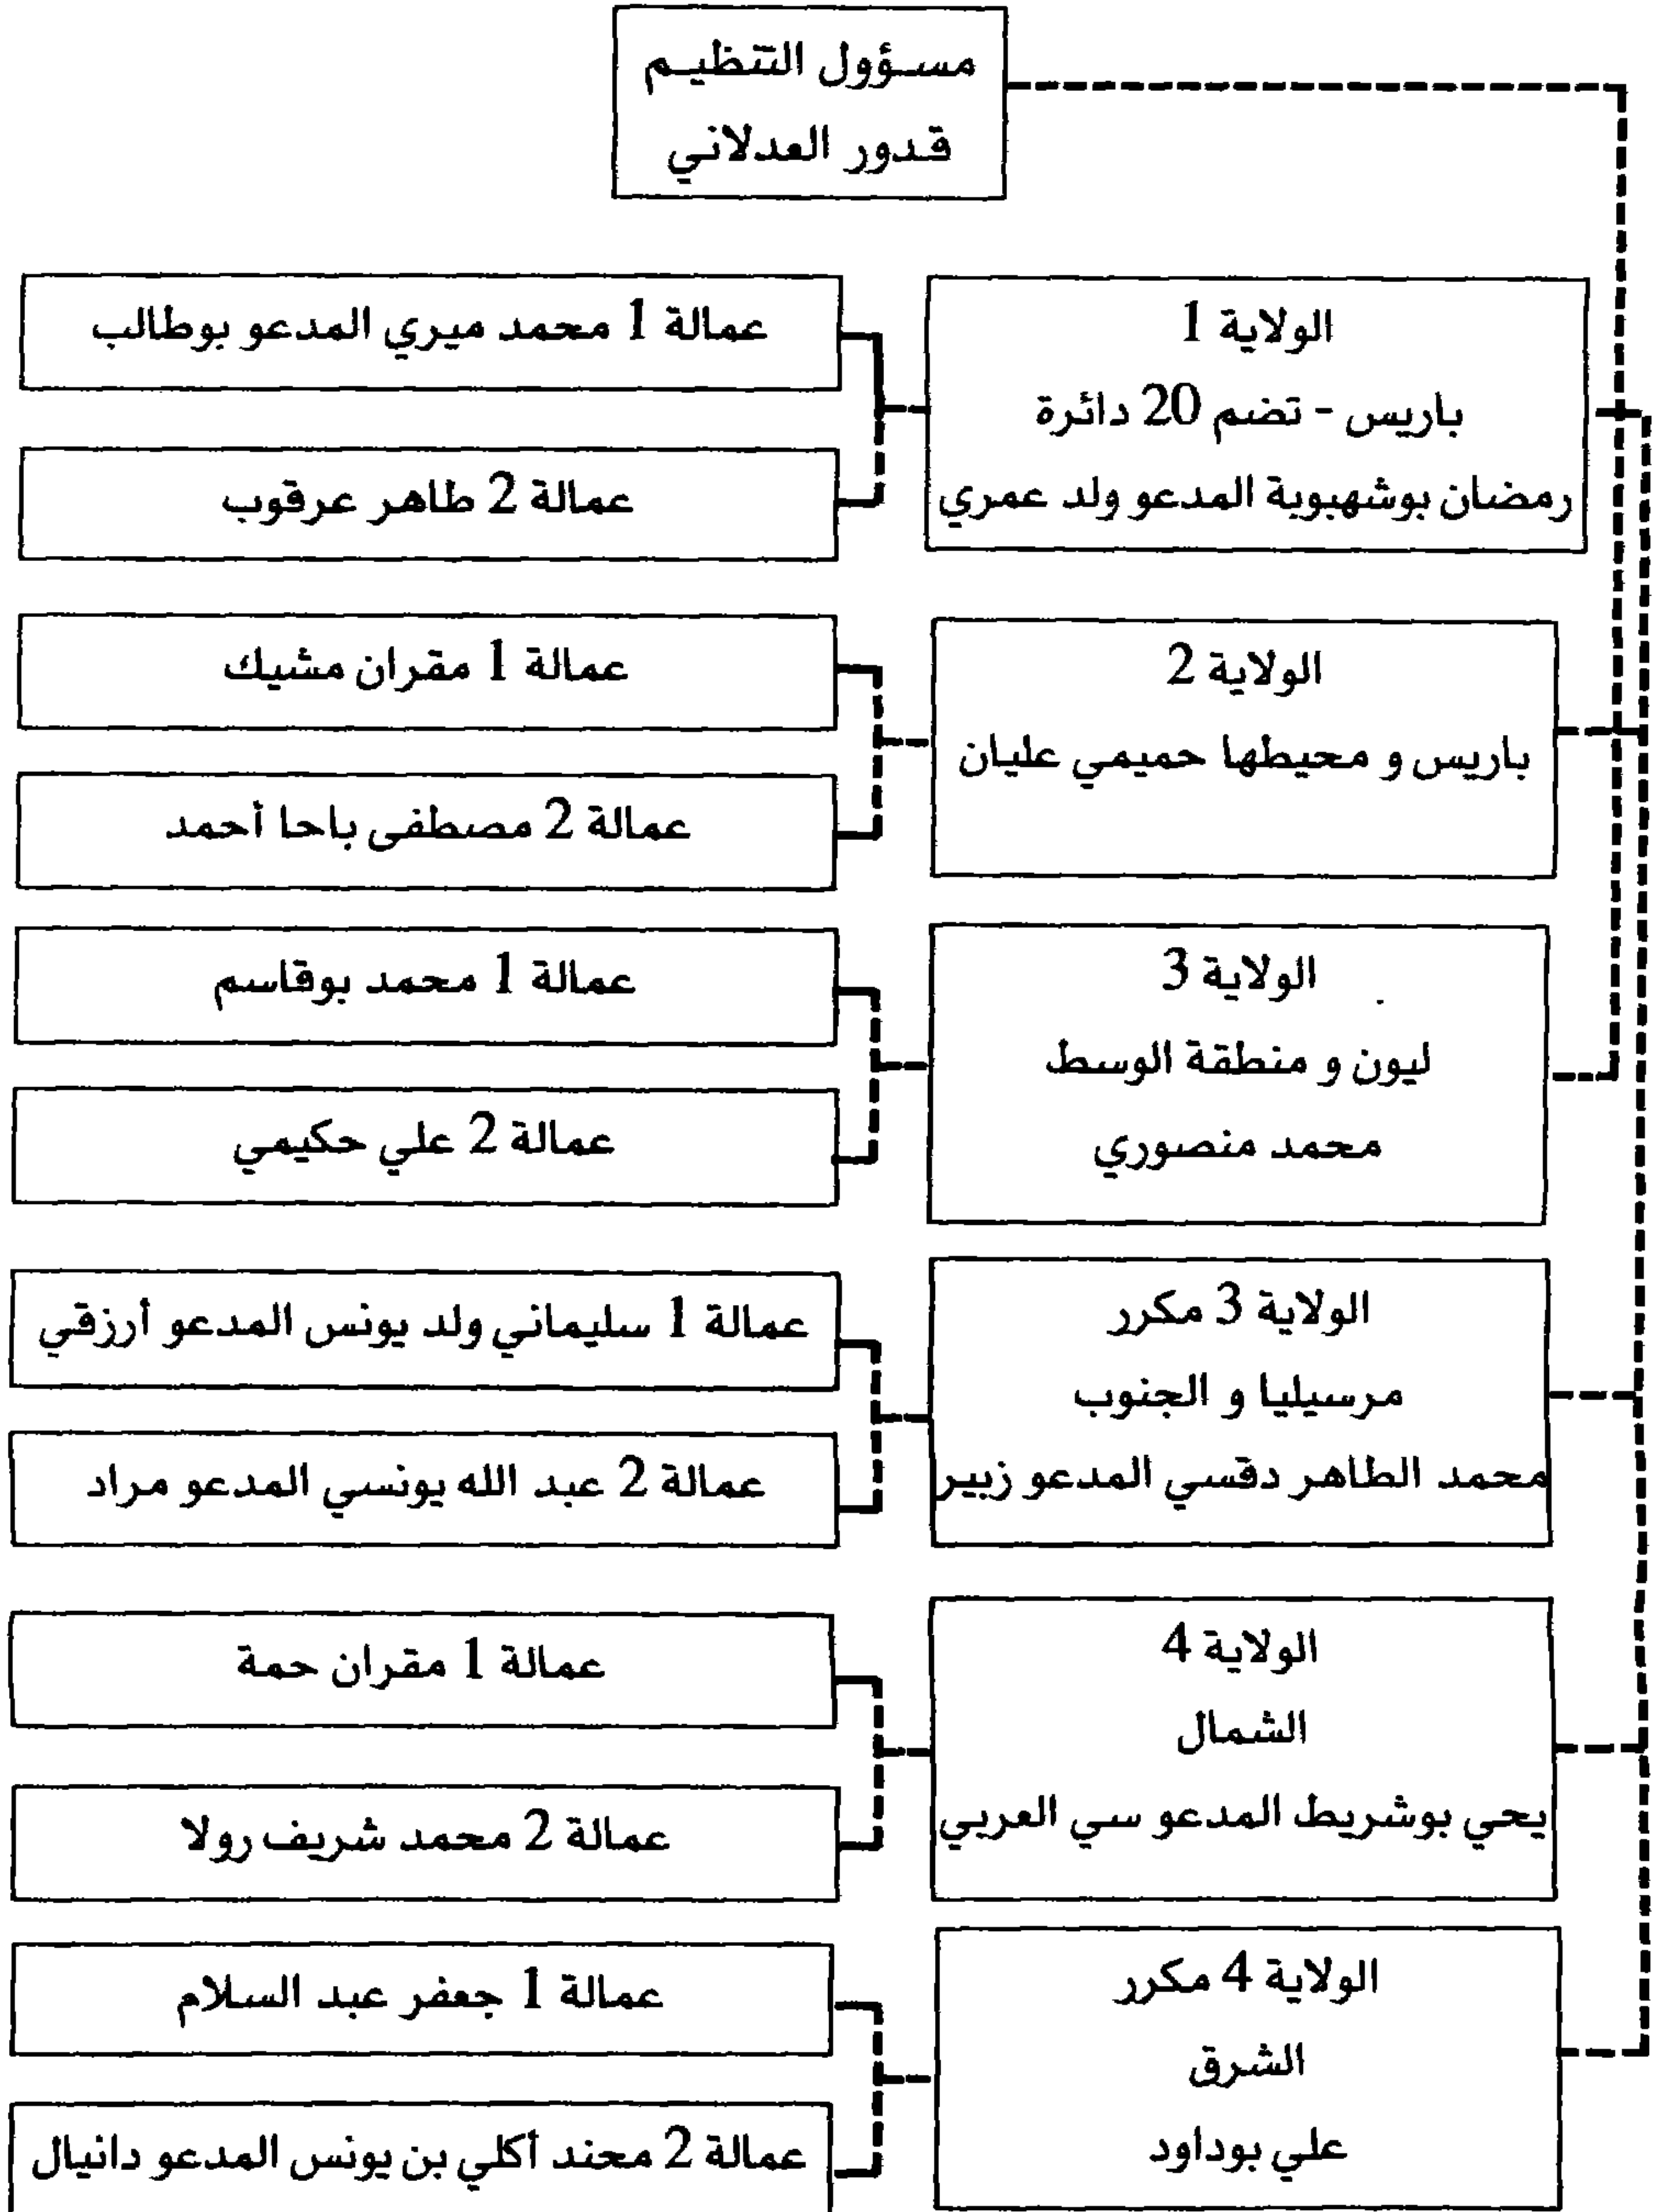 مسؤول التنظيم
قدور العدلاني
الولاية 1
باريس - تضم 20 دائرة
رمضان بوشهبوبة المدعو ولد عمري
عمالة 1 محمد ميري المدعو بوطالب
عمالة 2 طاهر عرقوب
الولاية 2
باريس و محيطها حميمي عليان
عمالة 1 مقران مشيك
عمالة 2 مصطفى باحا أحمد
الولاية 3
ليون و منطقة الوسط
محمد منصوري
عمالة 1 محمد بوقاسم
عمالة 2 علي حكيمي
الولاية 3 مكرر
مرسيليا و الجنوب
محمد الطاهر دقسي المدعو زبير
عمالة 1 سليماني ولد يونس المدعو أرزقي
عمالة 2 عبد الله يونسي المدعو مراد
الولاية 4
الشمال
يحي بوشريط المدعو سي العربي
عمالة 1 مقران حمة
عمالة 2 محمد شريف رولا
الولاية 4 مكرر
الشرق
علي بوداود
عمالة 1 جعفر عبد السلام
عمالة 2 محند أكلي بن يونس المدعو دانيال